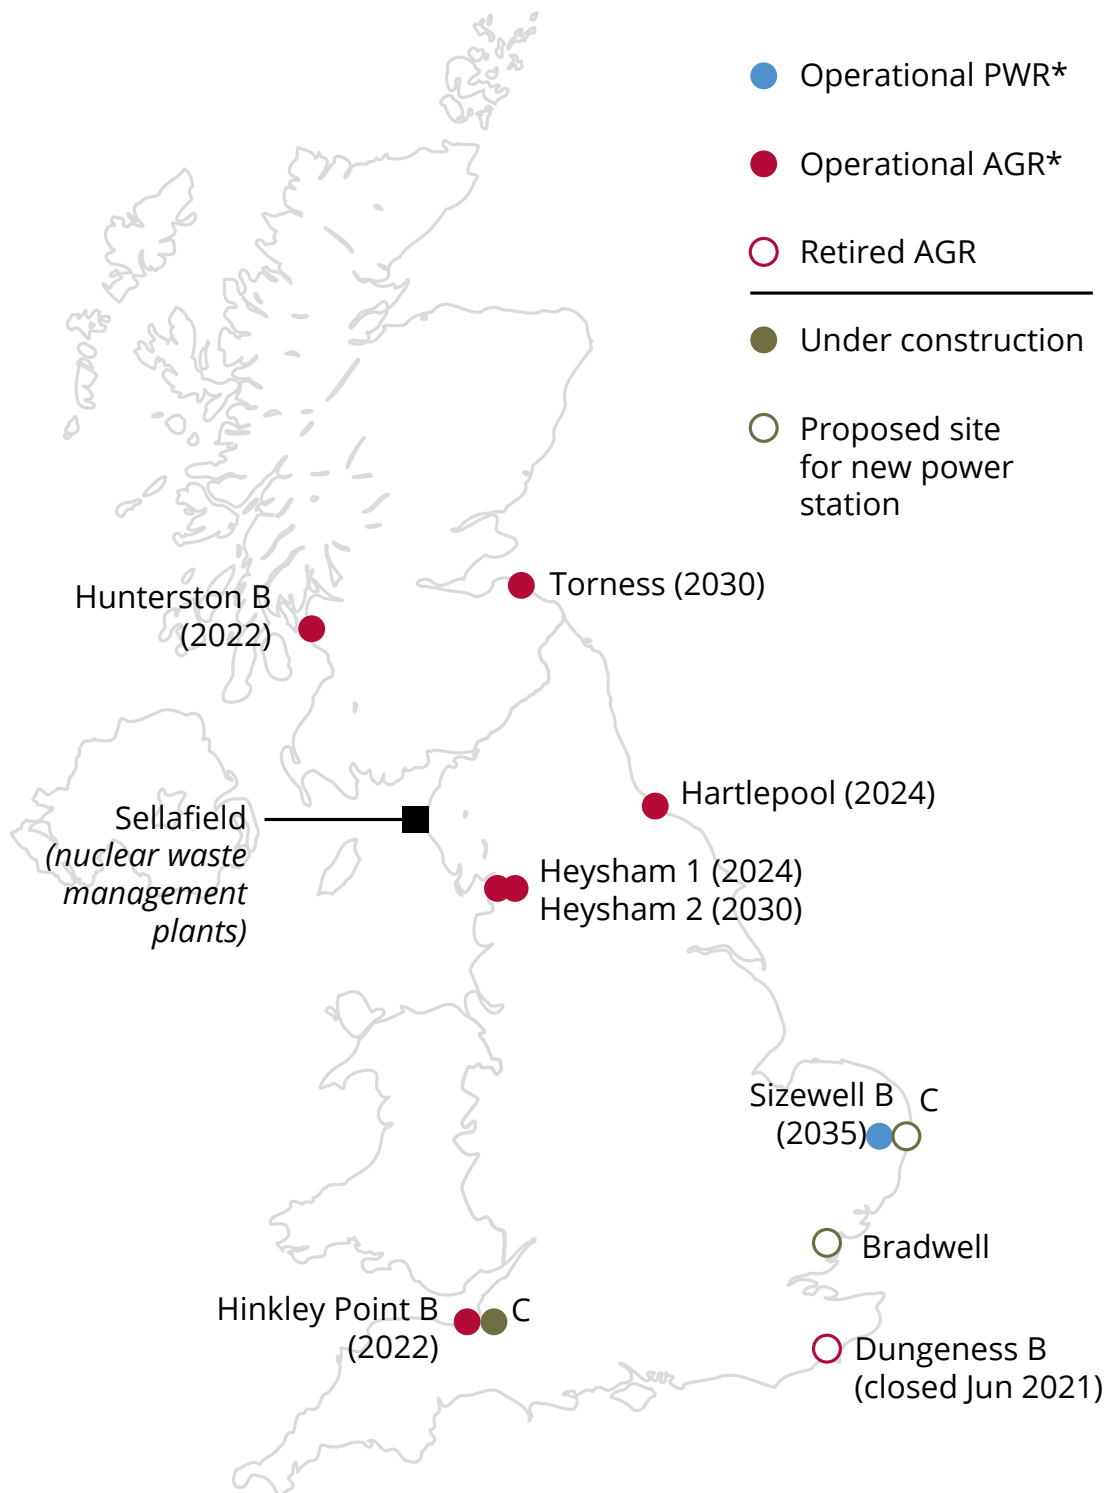 Operational PWR*
Operational AGR*
Retired AGR
Under construction
Proposed site
for new power
station
Torness (2030)
Hunterston B
(2022)
Hartlepool (2024)
Sellafield
(nuclear waste
management
plants)
Heysham 1 (2024)
Heysham 2 (2030)
Sizewell B
C
(2035)
Bradwell
Hinkley Point B
C
(2022)
Dungeness B
(closed Jun 2021)